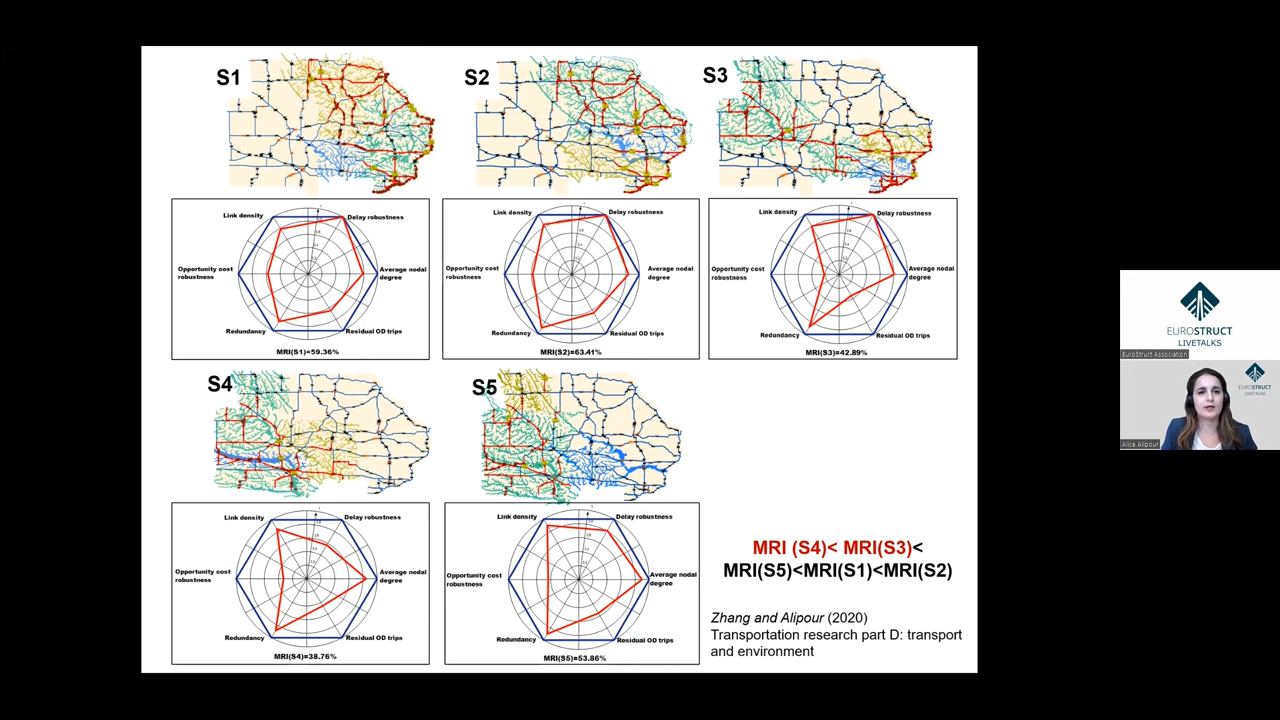 S1
S2
S3
Link density
Delay robustness
Opportunity cost
robustness
Average nodal
degree
Redundancy
Residual OD trips
MRI(S1)=59.36%
Link density
Delay robustness
Opportunity cost
robustness
Average nodal
degree
Redundancy
Residual OD trips
MRI(S2)=63.41%
Link density
Delay robustness
Opportunity cost
robustness
Average nodal
degree
Redundancy
Residual OD trips
MRI(S3)=42.89%
S4
S5
Link density
Delay robustness
Opportunity cost
robustness
Average nodal
degree
Redundancy
Residual OD trips
MRI(S4)=38.76%
Link density
Delay robustness
Opportunity cost
robustness
Average nodal
degree
Redundancy
Residual OD trips
MRI(S5)=53.86%
MRI (S4)< MRI(S3)<
MRI(S5)<MRI(S1)<MRI(S2)
Zhang and Alipour (2020)
Transportation research part D: transport
and environment
EUROSTRUCT
LIVETALKS
EuroStruct Association
EUROSTRUCT
LIVETALKS
Alice Alipour